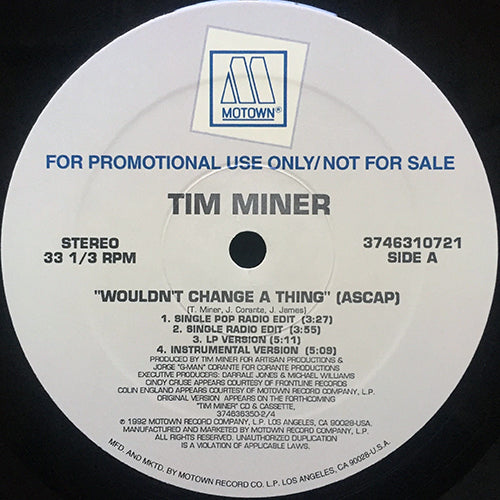 MOTOWN®
FOR PROMOTIONAL USE ONLY/NOT FOR SALE
TIM MINER
STEREO
33 1/3 RPM
3746310721
SIDE A
"WOULDN'T CHANGE A THING" (ASCAP)
(T. Miner, J. Corante, J. James)
1. SINGLE POP RADIO EDIT (3:27)
2. SINGLE RADIO EDIT (3:55)
3. LP VERSION (5:11)
4. INSTRUMENTAL VERSION (5:09)
PRODUCED BY TIM MINER FOR ARTISAN PRODUCTIONS &
JORGE "G-MAN" CORANTE FOR CORANTE PRODUCTIONS
EXECUTIVE PRODUCERS: DARRALE JONES & MICHAEL WILLIAMS
CINDY CRUSE APPEARS COURTESY OF FRONTLINE RECORDS
COLIN ENGLAND APPEARS COURTESY OF MOTOWN RECORD COMPANY, L.P.
ORIGINAL VERSION APPEARS ON THE FORTHCOMING
"TIM MINER" CD & CASSETTE,
374636350-2/4
℗ © 1992 MOTOWN RECORD COMPANY, L.P. LOS ANGELES, CA 90028-USA.
MANUFACTURED AND MARKETED BY MOTOWN RECORD COMPANY, L.P.
ALL RIGHTS RESERVED. UNAUTHORIZED DUPLICATION
IS A VIOLATION OF APPLICABLE LAWS.
MFD. AND MKTD. BY MOTOWN RECORD CO. L.P. LOS ANGELES, CA 90028-U.S.A.